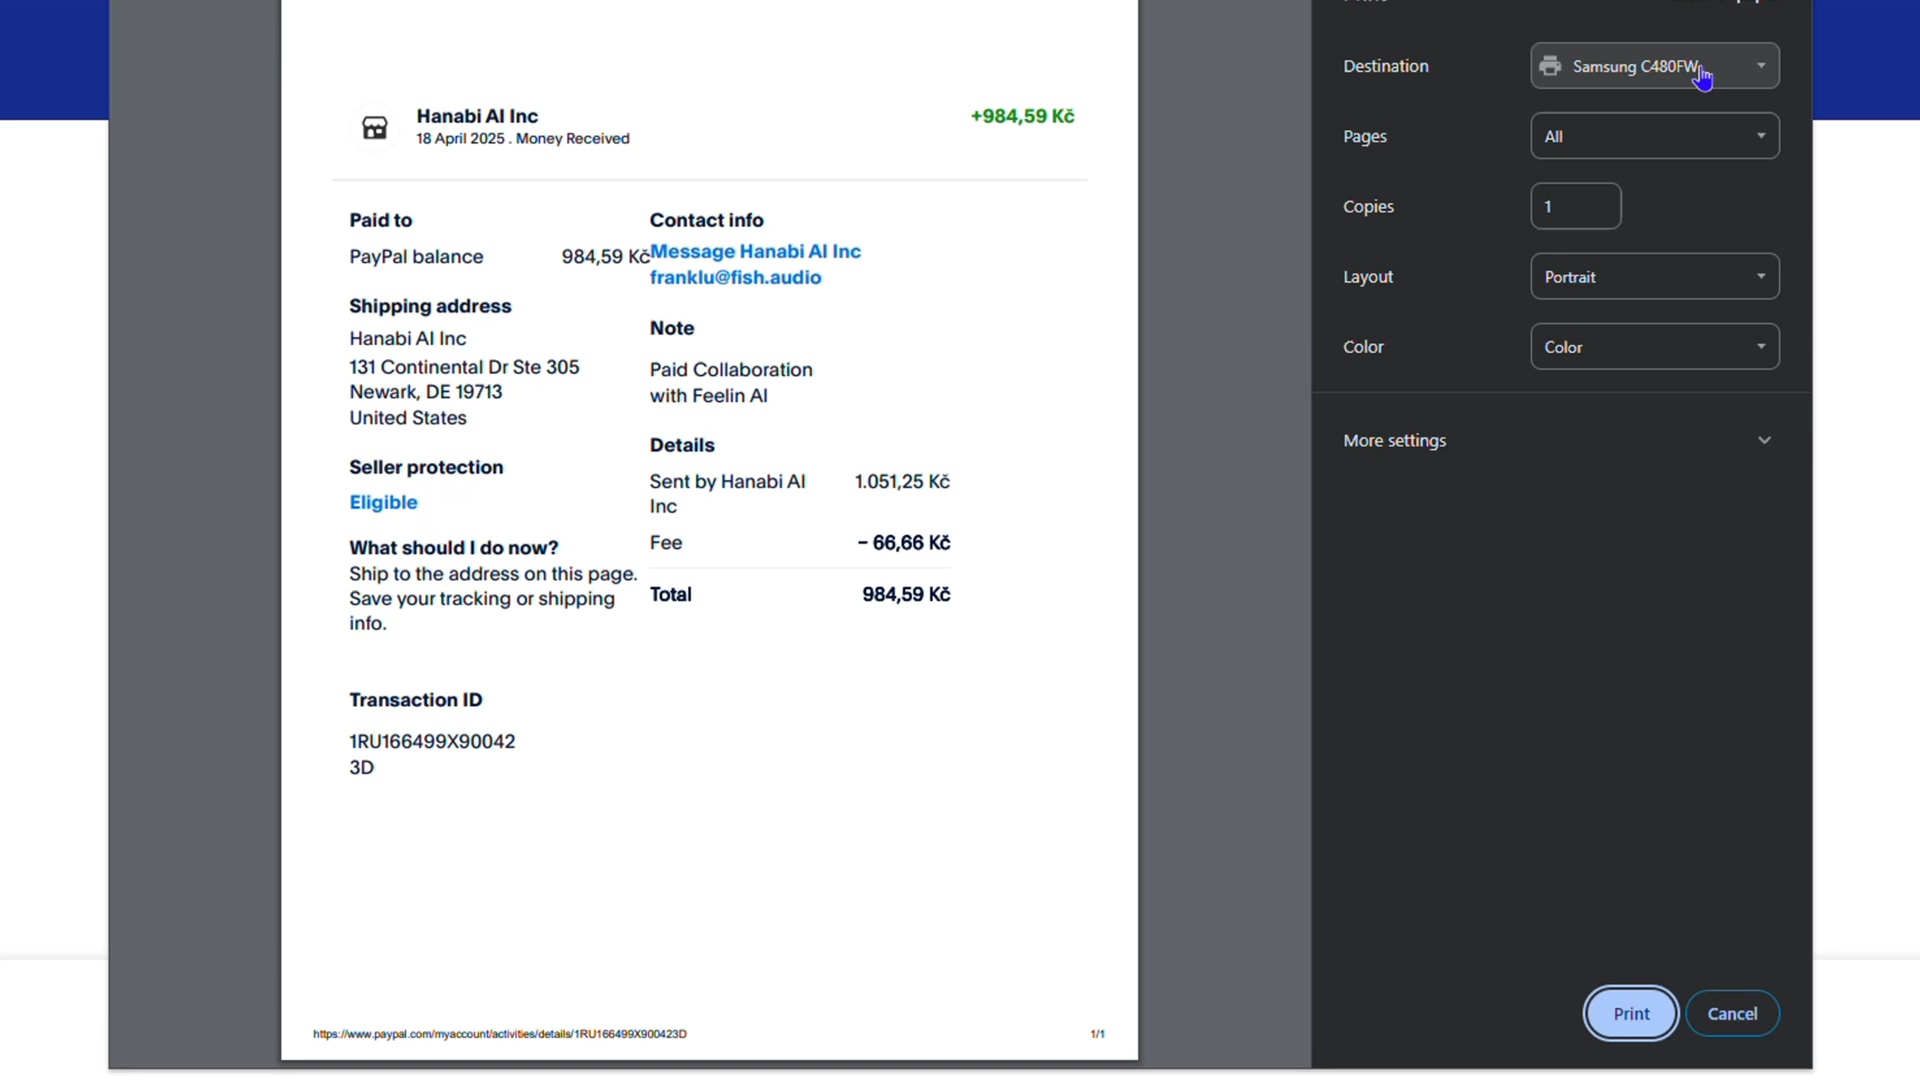 Hanabi AI Inc
+984,59 Kč
18 April 2025 . Money Received
Paid to
PayPal balance 984,59 Kč
Shipping address
Hanabi AI Inc
131 Continental Dr Ste 305
Newark, DE 19713
United States
Seller protection
Eligible
What should I do now?
Ship to the address on this page.
Save your tracking or shipping
info.
Transaction ID
1RU166499X90042
3D
Contact info
Message Hanabi AI Inc
franklu@fish.audio
Note
Paid Collaboration
with Feelin AI
Details
Sent by Hanabi AI 1.051,25 Kč
Inc
Fee − 66,66 Kč
Total 984,59 Kč
https://www.paypal.com/myaccount/activities/details/1RU166499X900423D 1/1
Destination Samsung C480FW
Pages All
Copies 1
Layout Portrait
Color Color
More settings
Print Cancel